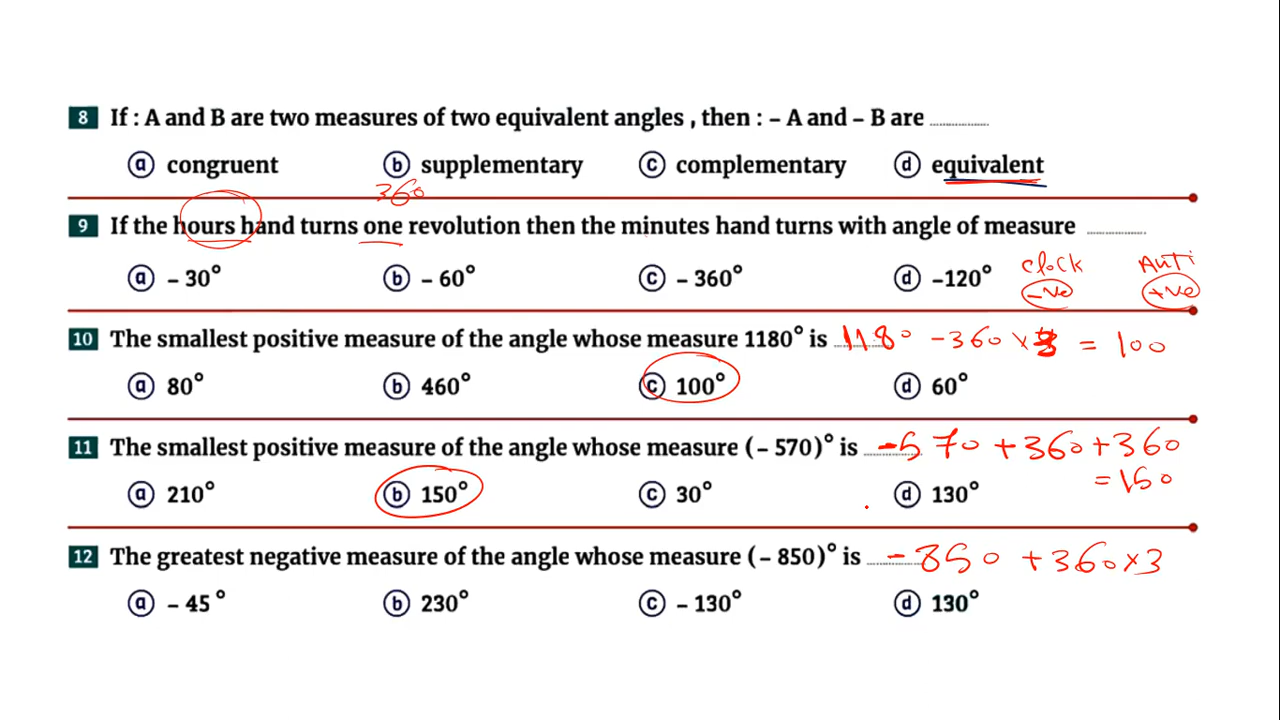 8 If : A and B are two measures of two equivalent angles , then : – A and – B are ...............
a congruent b supplementary c complementary d equivalent
360
9 If the hours hand turns one revolution then the minutes hand turns with angle of measure ...............
a – 30° b – 60° c – 360° d –120°
clock Anti
-ve +ve
10 The smallest positive measure of the angle whose measure 1180° is ............... 1180 - 360 × 3 = 100
a 80° b 460° c 100° d 60°
11 The smallest positive measure of the angle whose measure (– 570)° is ............... -570 + 360 + 360
= 150
a 210° b 150° c 30° d 130°
12 The greatest negative measure of the angle whose measure (– 850)° is ............... -850 + 360×3
a – 45° b 230° c – 130° d 130°